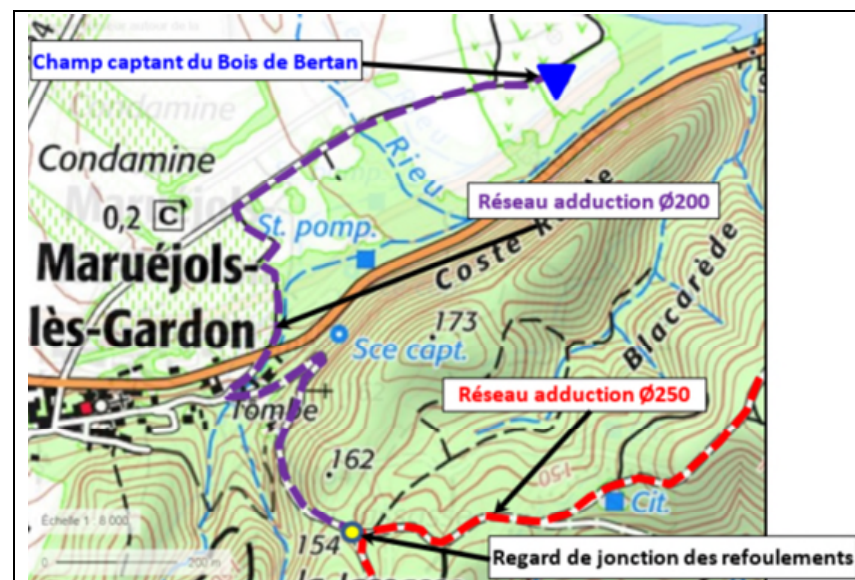 Champ captant du Bois de Bertan
Condamine
Rieu
Réseau adduction Ø200
0,2 C
St. pomp.
Maruéjols-
lès-Gardon
Coste
173
Sce capt.
Blacarède
Réseau adduction Ø250
Tombe
162
150
Cit.
Échelle 1 : 8 000
154
Regard de jonction des refoulements
0
200 m